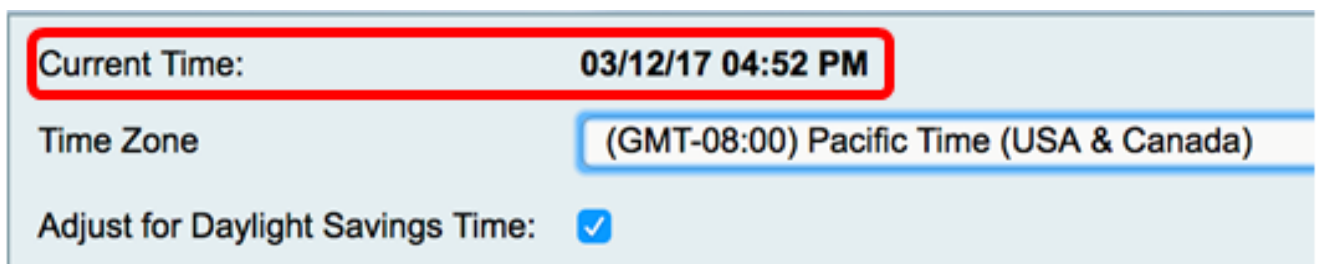 Current Time: 03/12/17 04:52 PM
Time Zone (GMT-08:00) Pacific Time (USA & Canada)
Adjust for Daylight Savings Time: